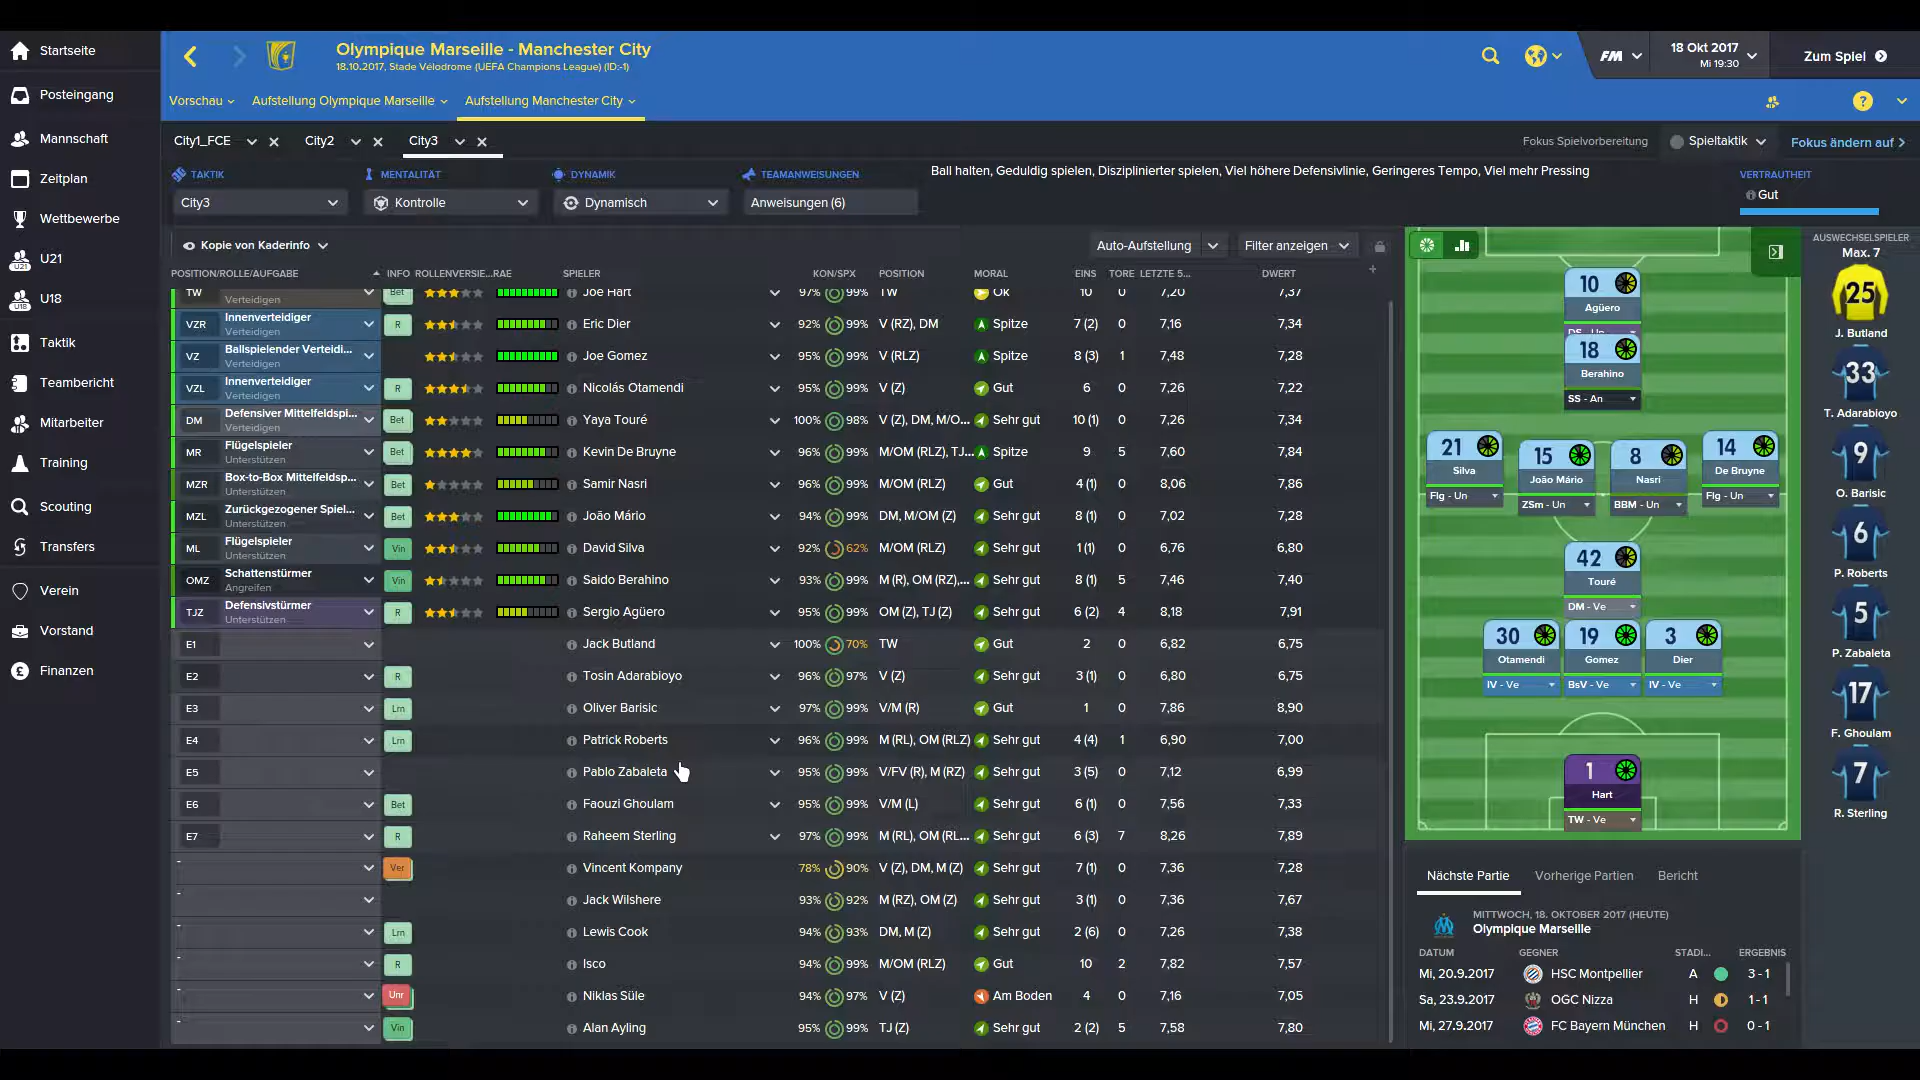 Startseite
Posteingang
Mannschaft
Zeitplan
Wettbewerbe
U21
U18
Taktik
Teambericht
Mitarbeiter
Training
Scouting
Transfers
Verein
Vorstand
Finanzen
Olympique Marseille - Manchester City
18.10.2017, Stade Vélodrome (UEFA Champions League) (ID:-1)
FM
18 Okt 2017
Mi 19:30
Zum Spiel
Vorschau Aufstellung Olympique Marseille Aufstellung Manchester City
?
City1_FCE City2 City3
Fokus Spielvorbereitung Spieltaktik Fokus ändern auf >
TAKTIK MENTALITÄT DYNAMIK TEAMANWEISUNGEN
City3 Kontrolle Dynamisch Anweisungen (6)
Ball halten, Geduldig spielen, Disziplinierter spielen, Viel höhere Defensivlinie, Geringeres Tempo, Viel mehr Pressing
VERTRAUTHEIT
Gut
Kopie von Kaderinfo Auto-Aufstellung Filter anzeigen
POSITION/ROLLE/AUFGABE INFO ROLLENVERSIE...RAE SPIELER KON/SPX POSITION MORAL EINS TORE LETZTE 5... DWERT
TW Verteidigen Bet Joe Hart 97% 99% TW Ok 10 0 7,20 7,37
VZR Innenverteidiger Verteidigen R Eric Dier 92% 99% V (RZ), DM Spitze 7 (2) 0 7,16 7,34
VZ Ballspielender Verteidi... Verteidigen Joe Gomez 95% 99% V (RLZ) Spitze 8 (3) 1 7,48 7,28
VZL Innenverteidiger Verteidigen R Nicolás Otamendi 95% 99% V (Z) Gut 6 0 7,26 7,22
DM Defensiver Mittelfeldspi... Verteidigen Bet Yaya Touré 100% 98% V (Z), DM, M/O... Sehr gut 10 (1) 0 7,26 7,34
MR Flügelspieler Unterstützen Bet Kevin De Bruyne 96% 99% M/OM (RLZ), TJ... Spitze 9 5 7,60 7,84
MZR Box-to-Box Mittelfeldsp... Unterstützen Bet Samir Nasri 96% 99% M/OM (RLZ) Gut 4 (1) 0 8,06 7,86
MZL Zurückgezogener Spiel... Unterstützen Bet João Mário 94% 99% DM, M/OM (Z) Sehr gut 8 (1) 0 7,02 7,28
ML Flügelspieler Unterstützen Vin David Silva 92% 62% M/OM (RLZ) Sehr gut 1 (1) 0 6,76 6,80
OMZ Schattenstürmer Angreifen Vin Saido Berahino 93% 99% M (R), OM (RZ),... Sehr gut 8 (1) 5 7,46 7,40
TJZ Defensivstürmer Unterstützen R Sergio Agüero 95% 99% OM (Z), TJ (Z) Sehr gut 6 (2) 4 8,18 7,91
E1 Jack Butland 100% 70% TW Gut 2 0 6,82 6,75
E2 R Tosin Adarabioyo 96% 97% V (Z) Sehr gut 3 (1) 0 6,80 6,75
E3 Lrn Oliver Barisic 97% 99% V/M (R) Gut 1 0 7,86 8,90
E4 Lrn Patrick Roberts 96% 99% M (RL), OM (RLZ) Sehr gut 4 (4) 1 6,90 7,00
E5 Pablo Zabaleta 95% 99% V/FV (R), M (RZ) Sehr gut 3 (5) 0 7,12 6,99
E6 Bet Faouzi Ghoulam 95% 99% V/M (L) Sehr gut 6 (1) 0 7,56 7,33
E7 R Raheem Sterling 97% 99% M (RL), OM (RL... Sehr gut 6 (3) 7 8,26 7,89
- Ver Vincent Kompany 78% 90% V (Z), DM, M (Z) Sehr gut 7 (1) 0 7,36 7,28
- Jack Wilshere 93% 92% M (RZ), OM (Z) Sehr gut 3 (1) 0 7,36 7,67
- Lrn Lewis Cook 94% 93% DM, M (Z) Sehr gut 2 (6) 0 7,26 7,38
- R Isco 94% 99% M/OM (RLZ) Gut 10 2 7,82 7,57
- Unr Niklas Süle 94% 97% V (Z) Am Boden 4 0 7,16 7,05
- Vin Alan Ayling 95% 99% TJ (Z) Sehr gut 2 (2) 5 7,58 7,80
10
Agüero
DS - Un
18
Berahino
SS - An
21 15 8 14
Silva João Mário Nasri De Bruyne
Flg - Un ZSm - Un BBM - Un Flg - Un
42
Touré
DM - Ve
30 19 3
Otamendi Gomez Dier
IV - Ve BsV - Ve IV - Ve
1
Hart
TW - Ve
AUSWECHSELSPIELER
Max. 7
25
J. Butland
33
T. Adarabioyo
9
O. Barisic
6
P. Roberts
5
P. Zabaleta
17
F. Ghoulam
7
R. Sterling
Nächste Partie Vorherige Partien Bericht
MITTWOCH, 18. OKTOBER 2017 (HEUTE)
Olympique Marseille
DATUM GEGNER STADI... ERGEBNIS
Mi, 20.9.2017 HSC Montpellier A 3 - 1
Sa, 23.9.2017 OGC Nizza H 1 - 1
Mi, 27.9.2017 FC Bayern München H 0 - 1